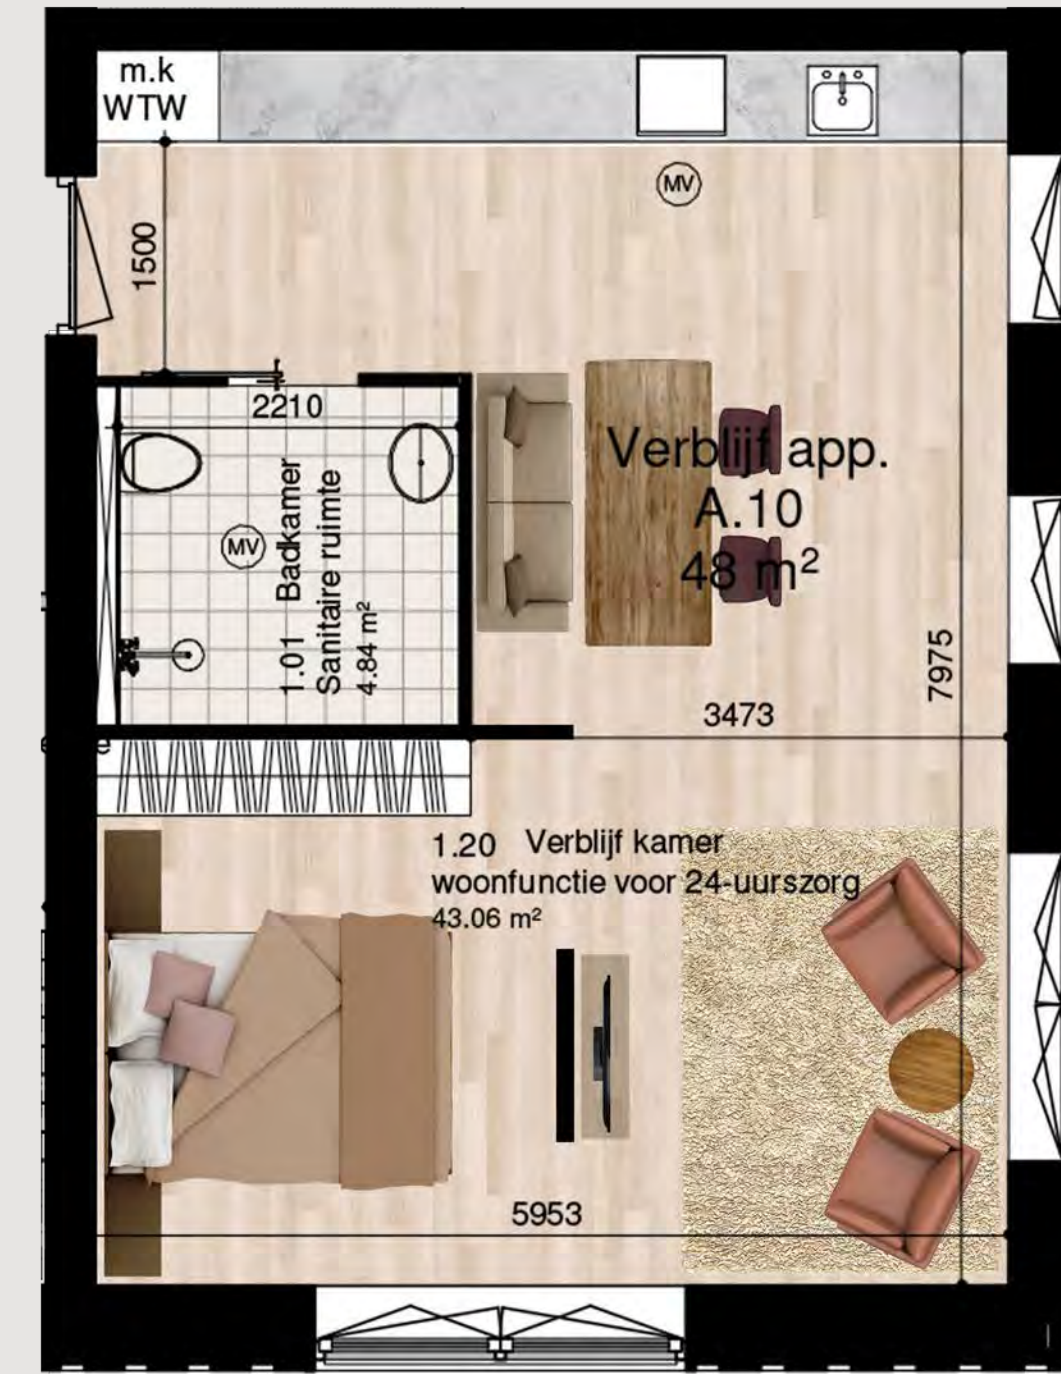 m.k
WTW
MV
1500
2210
Verblijf app.
A.10
48 m²
MV
1.01 Badkamer
Sanitaire ruimte
4.84 m²
7975
3473
1.20 Verblijf kamer
woonfunctie voor 24-uurszorg
43.06 m²
5953